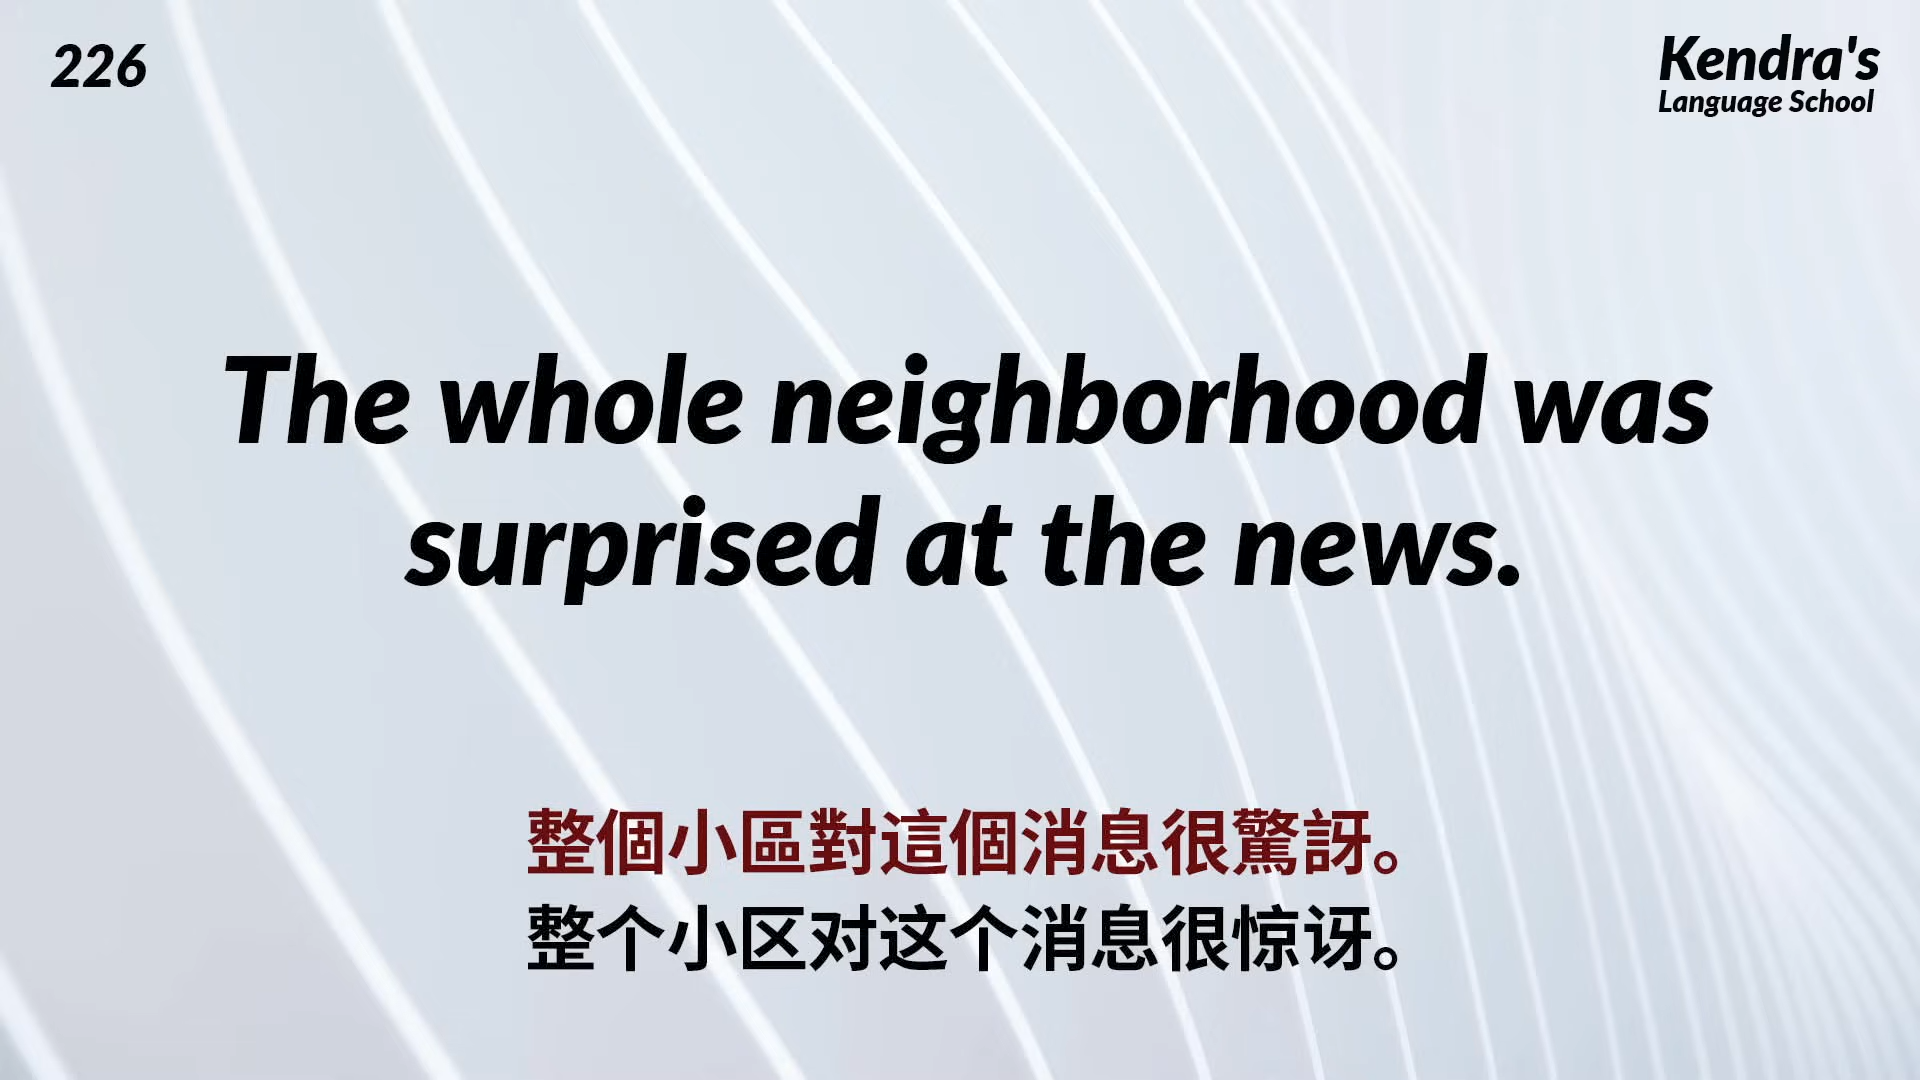 226
Kendra's
Language School
The whole neighborhood was
surprised at the news.
整個小區對這個消息很驚訝。
整个小区对这个消息很惊讶。